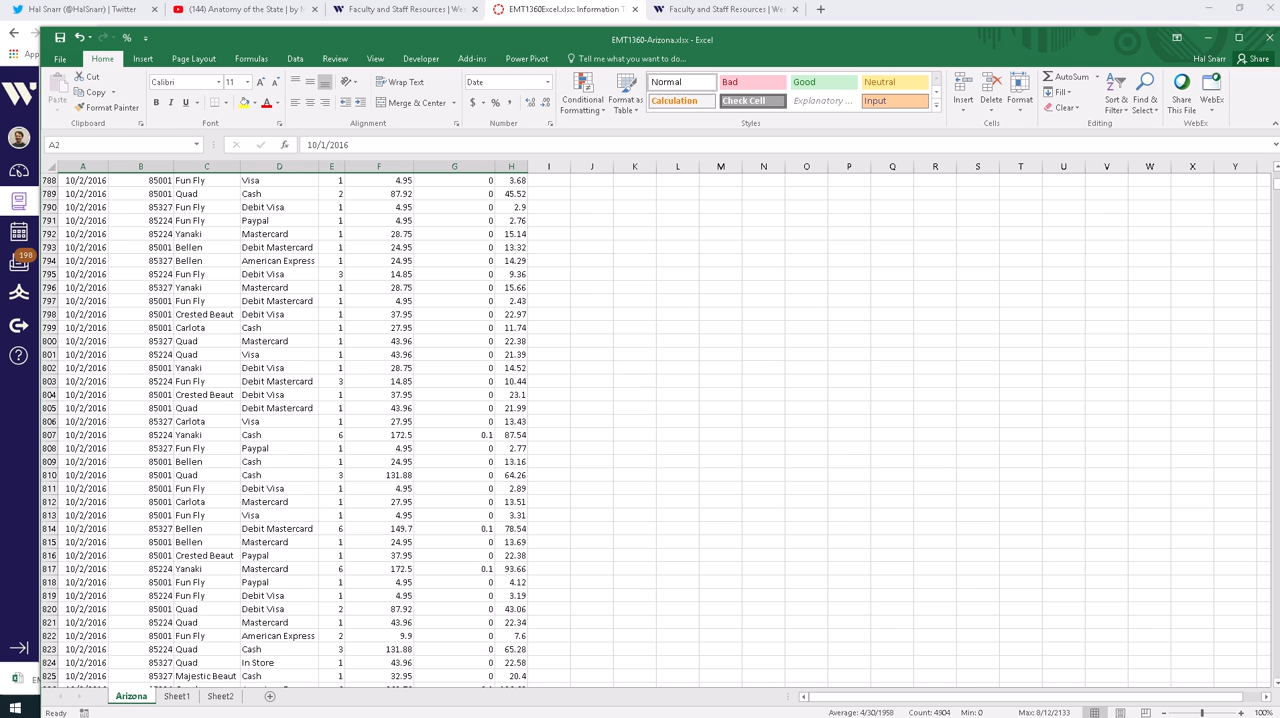 Hal Snarr (@HalSnarr) | Twitter × (144) Anatomy of the State | by M × Faculty and Staff Resources | Wes × EMT1360Excel.xlsx: Information T × Faculty and Staff Resources | Wes × +
EMT1360-Arizona.xlsx - Excel
File Home Insert Page Layout Formulas Data Review View Developer Add-ins Power Pivot Tell me what you want to do... Hal Snarr Share
Cut Copy Format Painter Paste Clipboard
Calibri 11 B I U Font
Wrap Text Merge & Center Alignment
Date $ % , Number
Conditional Formatting Format as Table Normal Bad Good Neutral Calculation Check Cell Explanatory ... Input Styles
Insert Delete Format Cells
AutoSum Fill Clear Sort & Filter Find & Select Editing
Share This File WebEx WebEx
A2 fx 10/1/2016
A B C D E F G H I J K L M N O P Q R S T U V W X Y
788 10/2/2016 85001 Fun Fly Visa 1 4.95 0 3.68
789 10/2/2016 85001 Quad Cash 2 87.92 0 45.52
790 10/2/2016 85327 Fun Fly Debit Visa 1 4.95 0 2.9
791 10/2/2016 85224 Fun Fly Paypal 1 4.95 0 2.76
792 10/2/2016 85224 Yanaki Mastercard 1 28.75 0 15.14
793 10/2/2016 85001 Bellen Debit Mastercard 1 24.95 0 13.32
794 10/2/2016 85327 Bellen American Express 1 24.95 0 14.29
795 10/2/2016 85224 Fun Fly Debit Visa 3 14.85 0 9.36
796 10/2/2016 85327 Yanaki Mastercard 1 28.75 0 15.66
797 10/2/2016 85001 Fun Fly Debit Mastercard 1 4.95 0 2.43
798 10/2/2016 85001 Crested Beaut Debit Visa 1 37.95 0 22.97
799 10/2/2016 85001 Carlota Cash 1 27.95 0 11.74
800 10/2/2016 85327 Quad Mastercard 1 43.96 0 22.38
801 10/2/2016 85224 Quad Visa 1 43.96 0 21.39
802 10/2/2016 85001 Yanaki Debit Visa 1 28.75 0 14.52
803 10/2/2016 85224 Fun Fly Debit Mastercard 3 14.85 0 10.44
804 10/2/2016 85001 Crested Beaut Debit Visa 1 37.95 0 23.1
805 10/2/2016 85001 Quad Debit Mastercard 1 43.96 0 21.99
806 10/2/2016 85327 Carlota Visa 1 27.95 0 13.43
807 10/2/2016 85224 Yanaki Cash 6 172.5 0.1 87.54
808 10/2/2016 85327 Fun Fly Paypal 1 4.95 0 2.77
809 10/2/2016 85001 Bellen Cash 1 24.95 0 13.16
810 10/2/2016 85001 Quad Cash 3 131.88 0 64.26
811 10/2/2016 85001 Fun Fly Debit Visa 1 4.95 0 2.89
812 10/2/2016 85001 Carlota Mastercard 1 27.95 0 13.51
813 10/2/2016 85001 Fun Fly Visa 1 4.95 0 3.31
814 10/2/2016 85327 Bellen Debit Mastercard 6 149.7 0.1 78.54
815 10/2/2016 85001 Bellen Mastercard 1 24.95 0 13.69
816 10/2/2016 85001 Crested Beaut Paypal 1 37.95 0 22.38
817 10/2/2016 85224 Yanaki Mastercard 6 172.5 0.1 93.66
818 10/2/2016 85001 Fun Fly Paypal 1 4.95 0 4.12
819 10/2/2016 85001 Fun Fly Debit Visa 1 4.95 0 3.19
820 10/2/2016 85001 Quad Debit Visa 2 87.92 0 43.06
821 10/2/2016 85224 Quad Mastercard 1 43.96 0 22.34
822 10/2/2016 85001 Fun Fly American Express 2 9.9 0 7.6
823 10/2/2016 85224 Quad Cash 3 131.88 0 65.28
824 10/2/2016 85327 Quad In Store 1 43.96 0 22.58
825 10/2/2016 85327 Majestic Beaut Cash 1 32.95 0 20.4
Arizona Sheet1 Sheet2
Ready Average: 4/30/1958 Count: 4904 Min: 0 Max: 8/12/2133 100%
App
198
EM